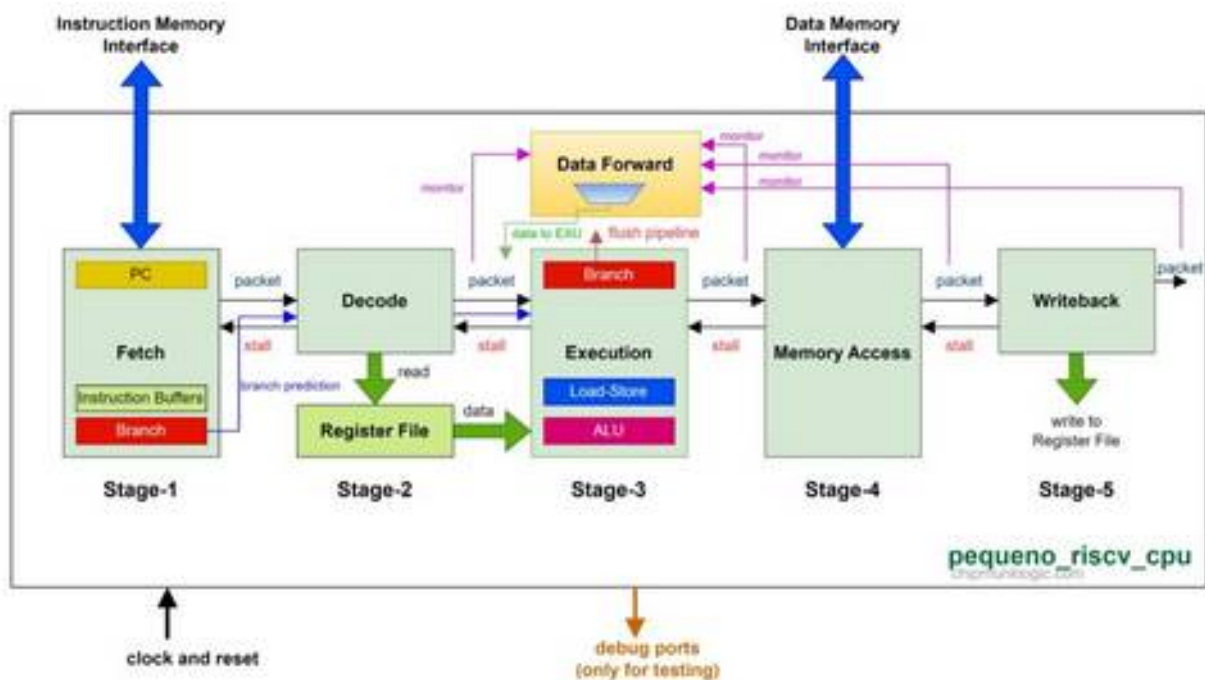 Instruction Memory
Interface
Data Memory
Interface
monitor
Data Forward
monitor
monitor
monitor
data to EXU
flush pipeline
PC
packet
Decode
packet
Branch
packet
packet
Writeback
packet
Fetch
stall
stall
Execution
stall
Memory Access
stall
branch prediction
read
Instruction Buffers
Load-Store
Branch
Register File
data
ALU
write to
Register File
Stage-1
Stage-2
Stage-3
Stage-4
Stage-5
pequeno_riscv_cpu
chipmunklogic.com
clock and reset
debug ports
(only for testing)